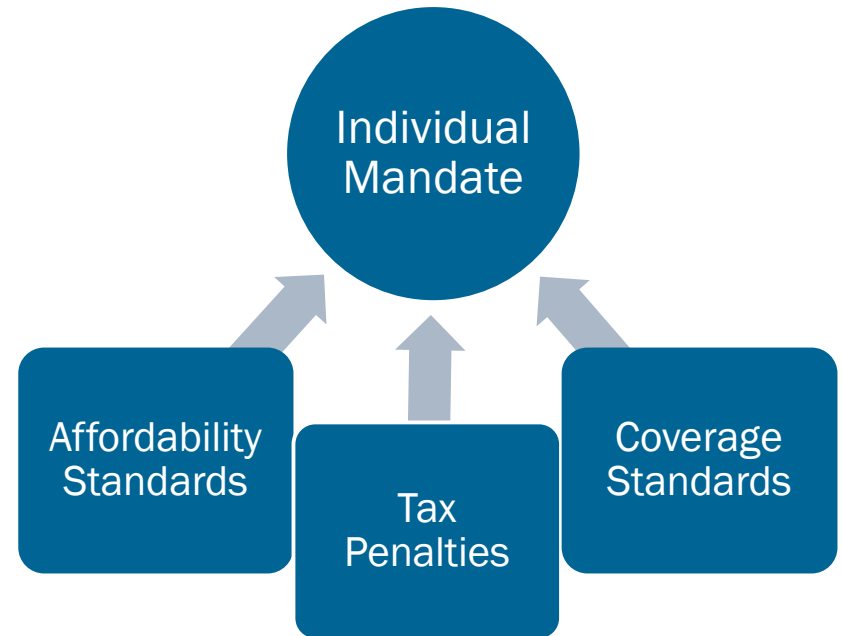 Individual
Mandate
Affordability
Standards
Tax
Penalties
Coverage
Standards